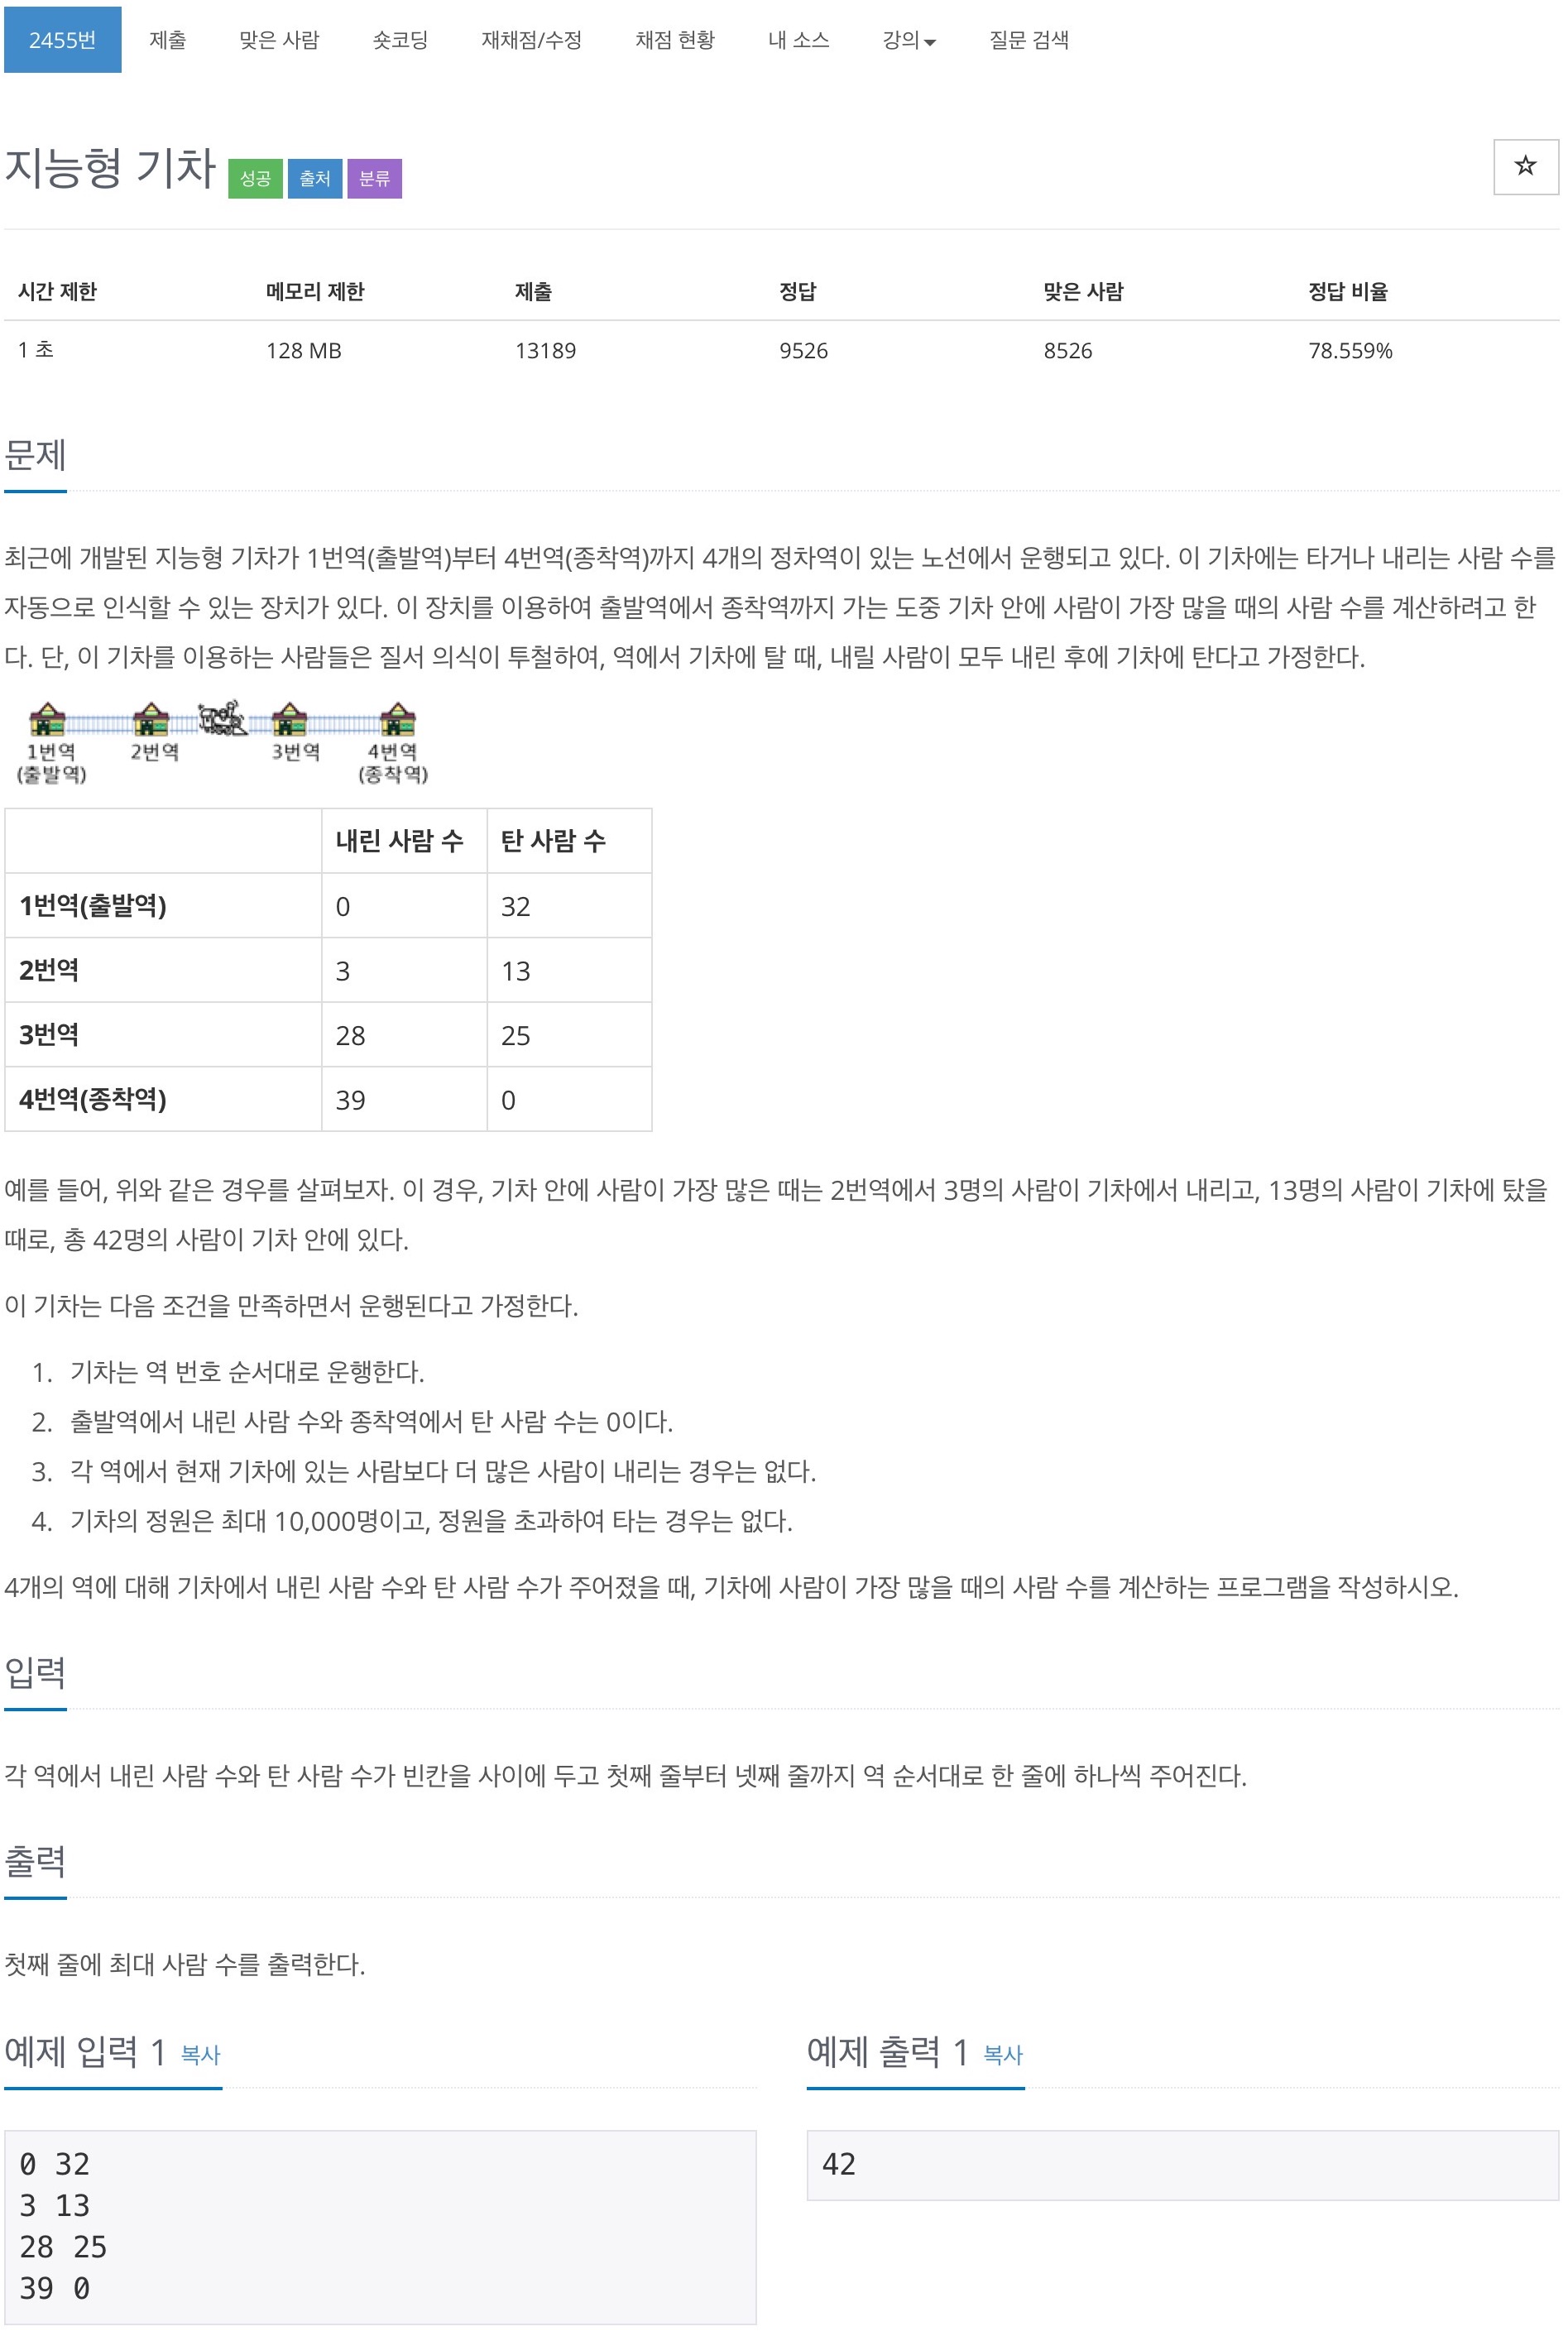 2455번 제출 맞은 사람 숏코딩 재채점/수정 채점 현황 내 소스 강의 질문 검색
지능형 기차 성공 출처 분류
시간 제한 메모리 제한 제출 정답 맞은 사람 정답 비율
1 초 128 MB 13189 9526 8526 78.559%
문제
최근에 개발된 지능형 기차가 1번역(출발역)부터 4번역(종착역)까지 4개의 정차역이 있는 노선에서 운행되고 있다. 이 기차에는 타거나 내리는 사람 수를
자동으로 인식할 수 있는 장치가 있다. 이 장치를 이용하여 출발역에서 종착역까지 가는 도중 기차 안에 사람이 가장 많을 때의 사람 수를 계산하려고 한
다. 단, 이 기차를 이용하는 사람들은 질서 의식이 투철하여, 역에서 기차에 탈 때, 내릴 사람이 모두 내린 후에 기차에 탄다고 가정한다.
1번역 2번역 3번역 4번역
(출발역) (종착역)
내린 사람 수 탄 사람 수
1번역(출발역) 0 32
2번역 3 13
3번역 28 25
4번역(종착역) 39 0
예를 들어, 위와 같은 경우를 살펴보자. 이 경우, 기차 안에 사람이 가장 많은 때는 2번역에서 3명의 사람이 기차에서 내리고, 13명의 사람이 기차에 탔을
때로, 총 42명의 사람이 기차 안에 있다.
이 기차는 다음 조건을 만족하면서 운행된다고 가정한다.
1. 기차는 역 번호 순서대로 운행한다.
2. 출발역에서 내린 사람 수와 종착역에서 탄 사람 수는 0이다.
3. 각 역에서 현재 기차에 있는 사람보다 더 많은 사람이 내리는 경우는 없다.
4. 기차의 정원은 최대 10,000명이고, 정원을 초과하여 타는 경우는 없다.
4개의 역에 대해 기차에서 내린 사람 수와 탄 사람 수가 주어졌을 때, 기차에 사람이 가장 많을 때의 사람 수를 계산하는 프로그램을 작성하시오.
입력
각 역에서 내린 사람 수와 탄 사람 수가 빈칸을 사이에 두고 첫째 줄부터 넷째 줄까지 역 순서대로 한 줄에 하나씩 주어진다.
출력
첫째 줄에 최대 사람 수를 출력한다.
예제 입력 1 복사
0 32
3 13
28 25
39 0
예제 출력 1 복사
42